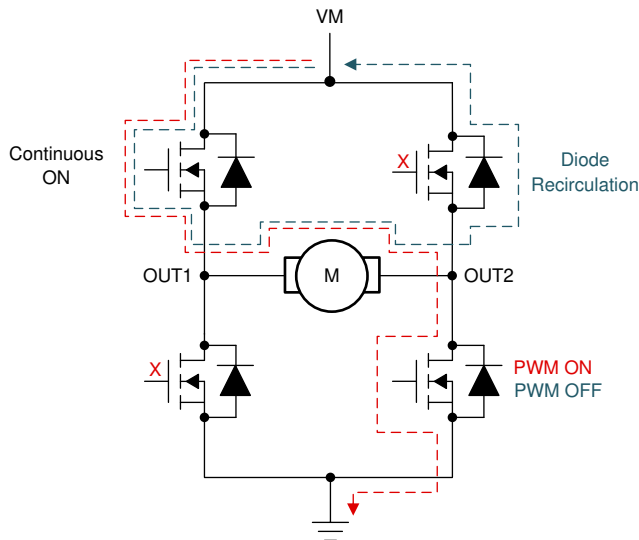 VM
Continuous
ON
X
Diode
Recirculation
OUT1
M
OUT2
X
PWM ON
PWM OFF